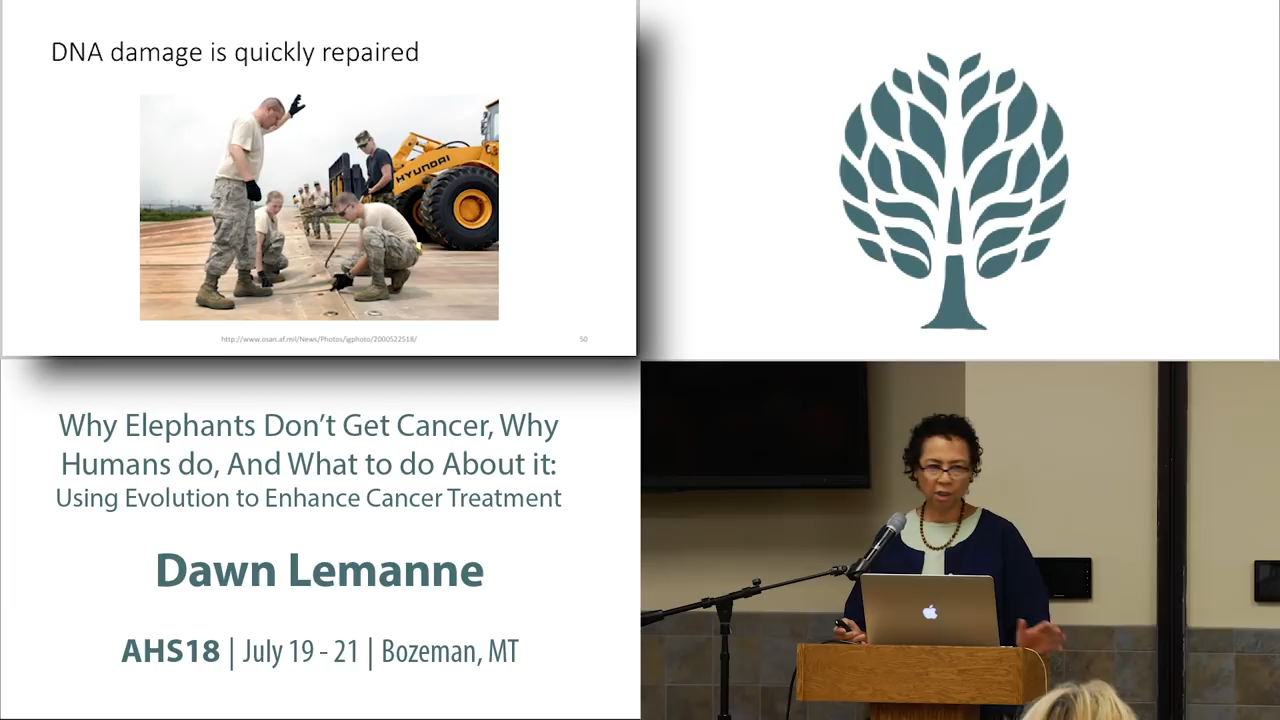 DNA damage is quickly repaired
HYUNDAI
http://www.osan.af.mil/News/Photos/igphoto/2000522518/
50
Why Elephants Don't Get Cancer, Why
Humans do, And What to do About it:
Using Evolution to Enhance Cancer Treatment
Dawn Lemanne
AHS18 | July 19 - 21 | Bozeman, MT